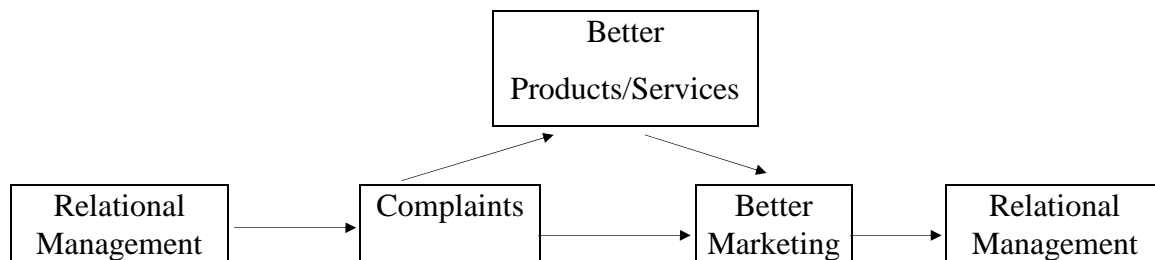 Better
Products/Services
Relational
Management
Complaints
Better
Marketing
Relational
Management